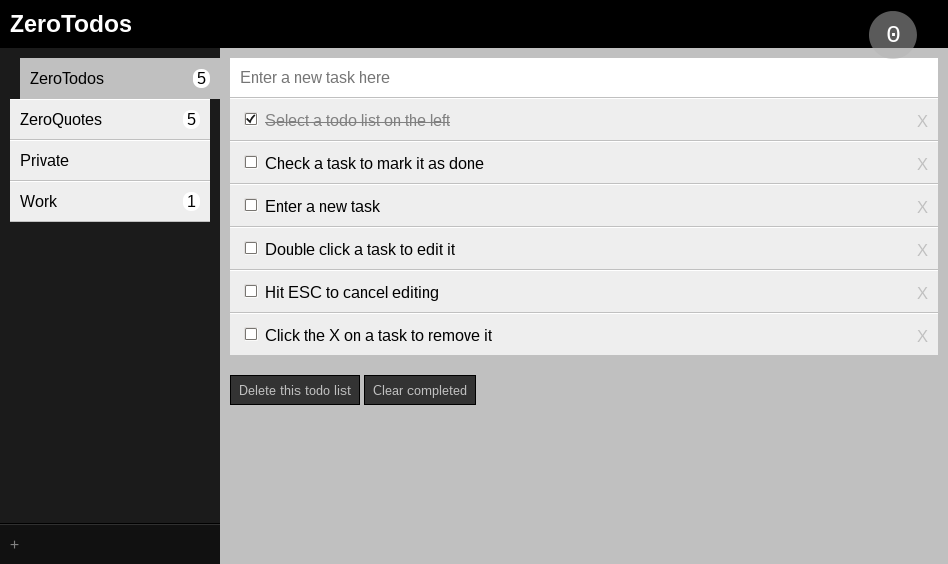 ZeroTodos
0
ZeroTodos 5
ZeroQuotes 5
Private
Work 1
+
Enter a new task here
Select a todo list on the left X
Check a task to mark it as done X
Enter a new task X
Double click a task to edit it X
Hit ESC to cancel editing X
Click the X on a task to remove it X
Delete this todo list Clear completed